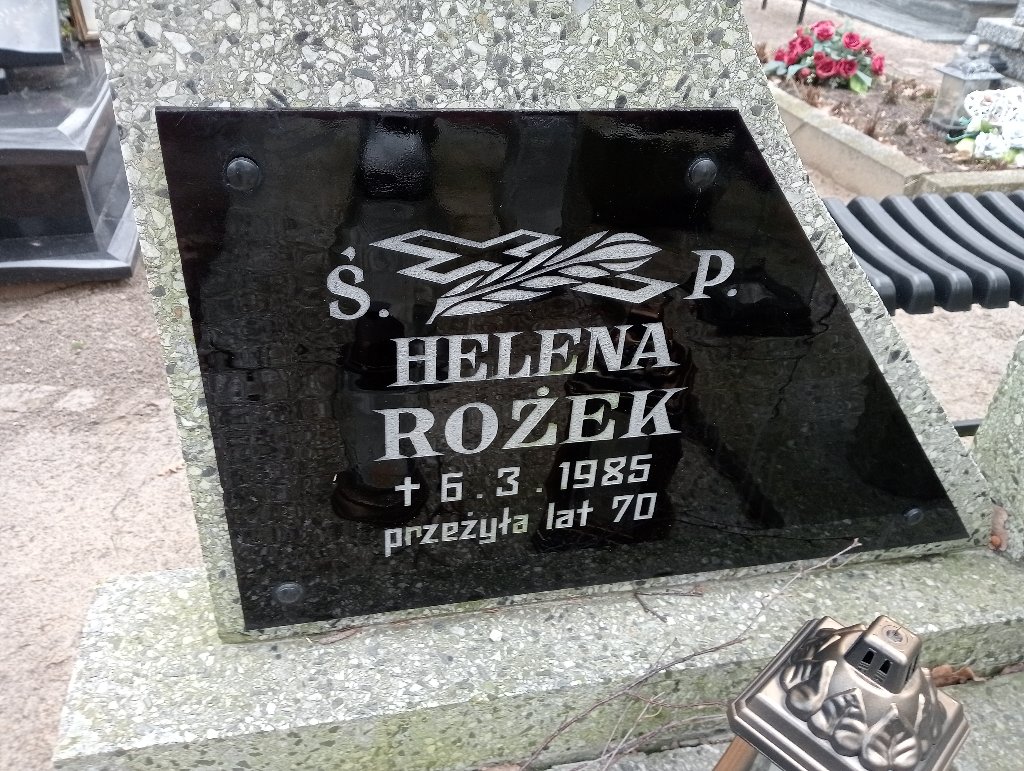 Ś. P.
HELENA
ROŻEK
✝ 6.3.1985
przeżyła lat 70